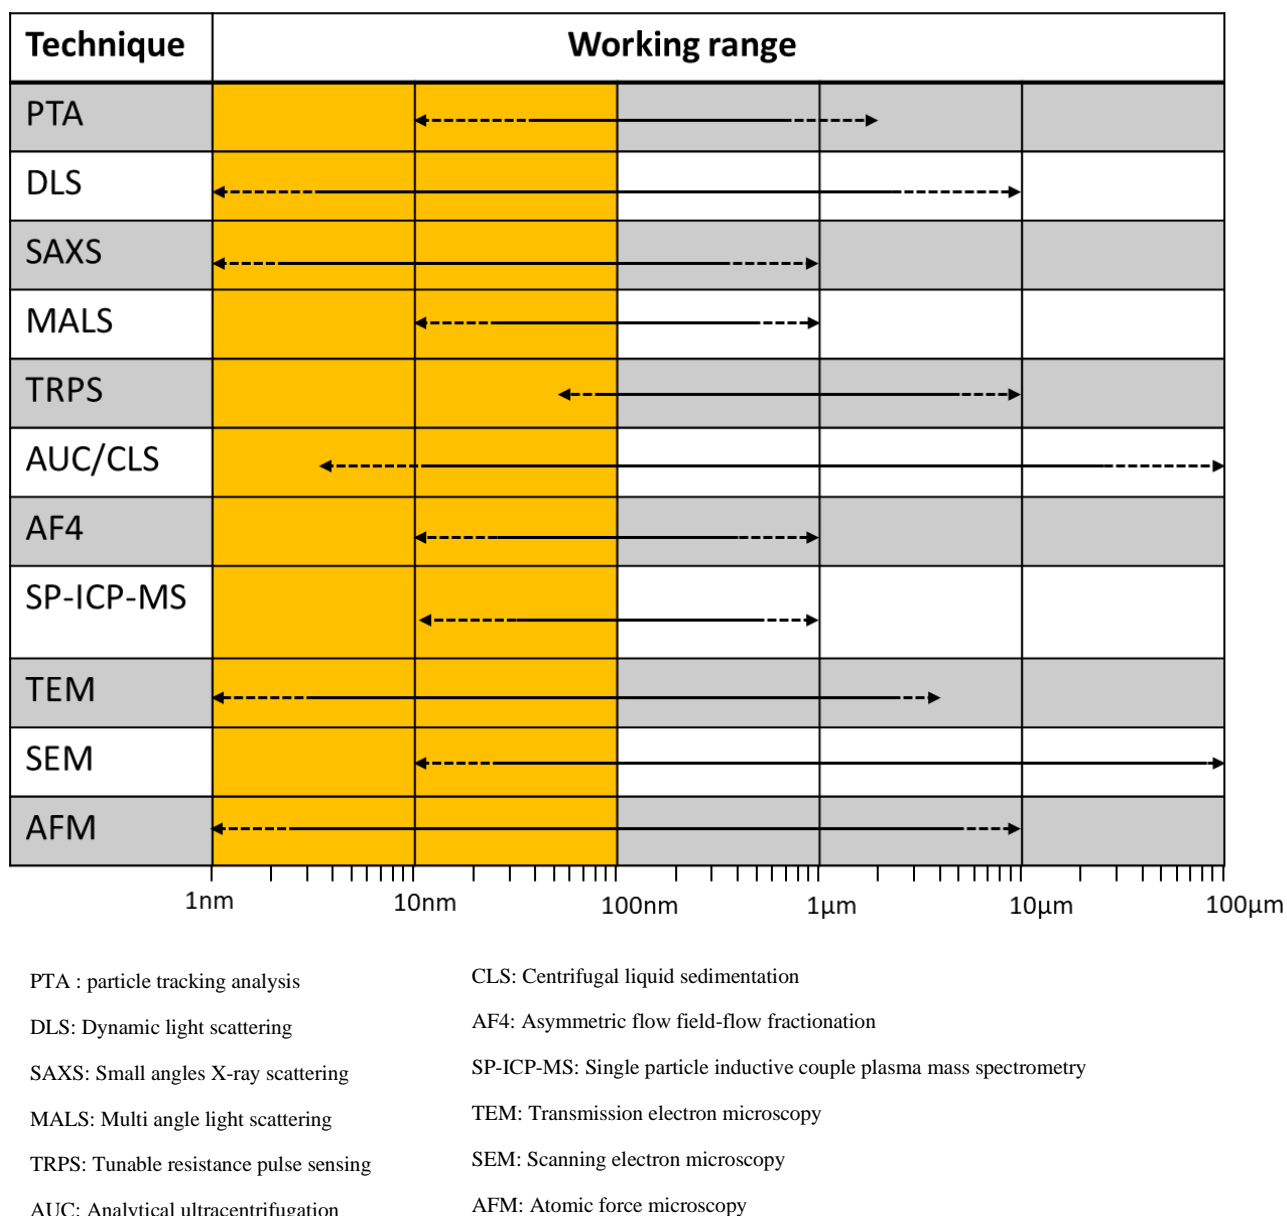 Technique Working range
PTA
DLS
SAXS
MALS
TRPS
AUC/CLS
AF4
SP-ICP-MS
TEM
SEM
AFM
1nm 10nm 100nm 1µm 10µm 100µm
PTA : particle tracking analysis
DLS: Dynamic light scattering
SAXS: Small angles X-ray scattering
MALS: Multi angle light scattering
TRPS: Tunable resistance pulse sensing
AUC: Analytical ultracentrifugation
CLS: Centrifugal liquid sedimentation
AF4: Asymmetric flow field-flow fractionation
SP-ICP-MS: Single particle inductive couple plasma mass spectrometry
TEM: Transmission electron microscopy
SEM: Scanning electron microscopy
AFM: Atomic force microscopy